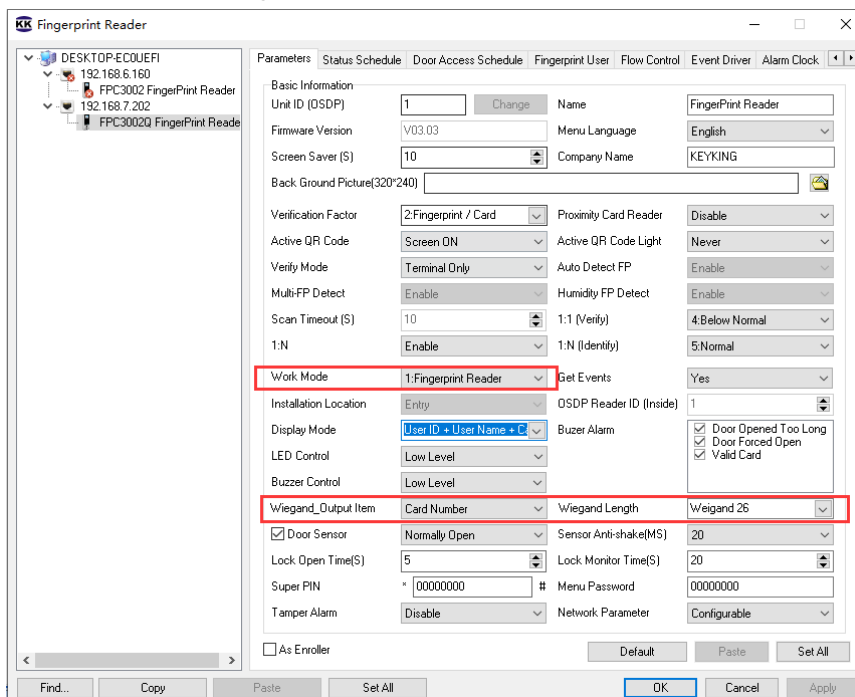 KK Fingerprint Reader
DESKTOP-EC0UEFI
192.168.6.160
FPC3002 FingerPrint Reader
192.168.7.202
FPC3002Q FingerPrint Reade
Parameters Status Schedule Door Access Schedule Fingerprint User Flow Control Event Driver Alarm Clock
Basic Information
Unit ID (OSDP) 1 Change Name FingerPrint Reader
Firmware Version V03.03 Menu Language English
Screen Saver (S) 10 Company Name KEYKING
Back Ground Picture(320*240)
Verification Factor 2:Fingerprint / Card Proximity Card Reader Disable
Active QR Code Screen ON Active QR Code Light Never
Verify Mode Terminal Only Auto Detect FP Enable
Multi-FP Detect Enable Humidity FP Detect Enable
Scan Timeout (S) 10 1:1 (Verify) 4:Below Normal
1:N Enable 1:N (Identify) 5:Normal
Work Mode 1:Fingerprint Reader Get Events Yes
Installation Location Entry OSDP Reader ID (Inside) 1
Display Mode User ID + User Name + Ca Buzer Alarm Door Opened Too Long
Door Forced Open
Valid Card
LED Control Low Level
Buzzer Control Low Level
Wiegand_Output Item Card Number Wiegand Length Weigand 26
Door Sensor Normally Open Sensor Anti-shake(MS) 20
Lock Open Time(S) 5 Lock Monitor Time(S) 20
Super PIN * 00000000 # Menu Password 00000000
Tamper Alarm Disable Network Parameter Configurable
As Enroller Default Paste Set All
Find... Copy Paste Set All OK Cancel Apply